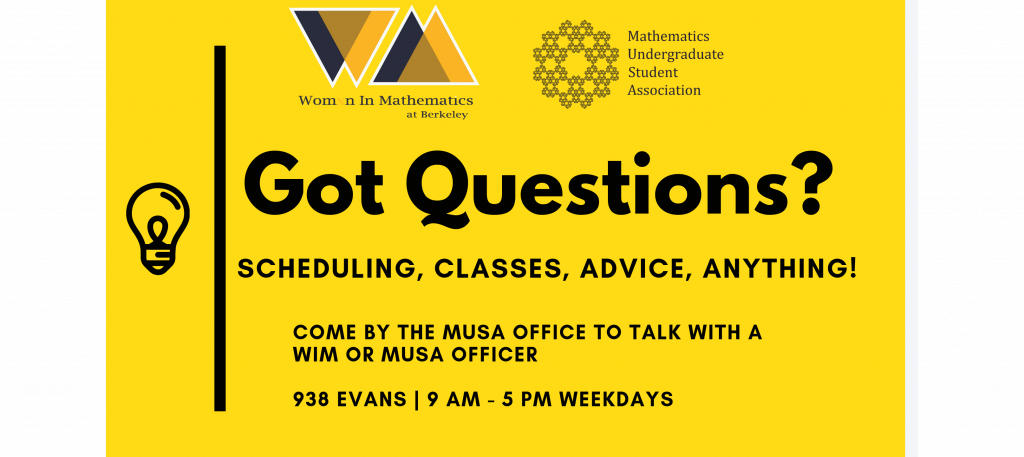 Women In Mathematics
at Berkeley
Mathematics
Undergraduate
Student
Association
Got Questions?
SCHEDULING, CLASSES, ADVICE, ANYTHING!
COME BY THE MUSA OFFICE TO TALK WITH A
WIM OR MUSA OFFICER
938 EVANS | 9 AM - 5 PM WEEKDAYS